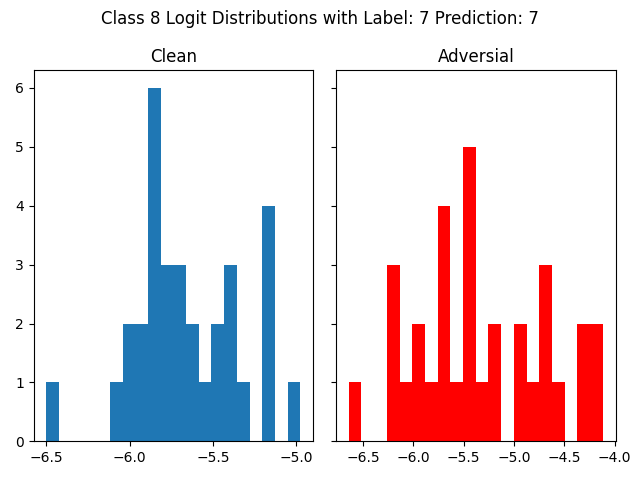 Class 8 Logit Distributions with Label: 7 Prediction: 7
Clean
Adversial
6
5
4
3
2
1
0
−6.5 −6.0 −5.5 −5.0
−6.5 −6.0 −5.5 −5.0 −4.5 −4.0